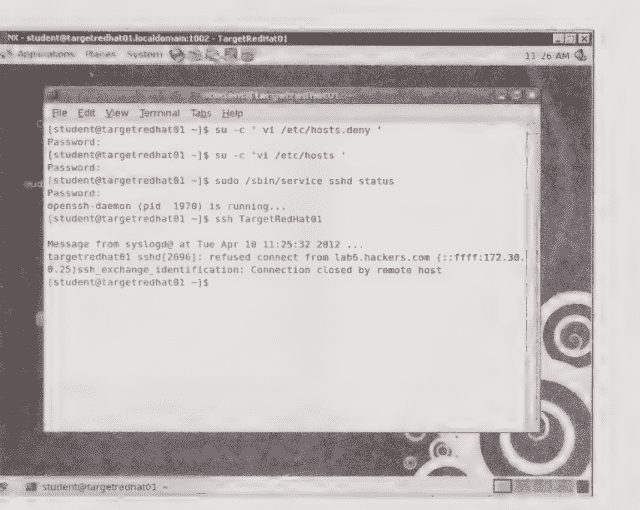 NX - student@targetredhat01.localdomain:1002 - TargetRedHat01
Applications Places System
11 26 AM
student@targetredhat01:~
File Edit View Terminal Tabs Help
[student@targetredhat01 ~]$ su -c ' vi /etc/hosts.deny '
Password:
[student@targetredhat01 ~]$ su -c 'vi /etc/hosts '
Password:
[student@targetredhat01 ~]$ sudo /sbin/service sshd status
Password:
openssh-daemon (pid 1970) is running...
[student@targetredhat01 ~]$ ssh TargetRedHat01
Message from syslogd@ at Tue Apr 10 11:25:32 2012 ...
targetredhat01 sshd[2696]: refused connect from lab6.hackers.com (::ffff:172.30.
0.25)ssh_exchange_identification: Connection closed by remote host
[student@targetredhat01 ~]$
student@targetredhat01 ~